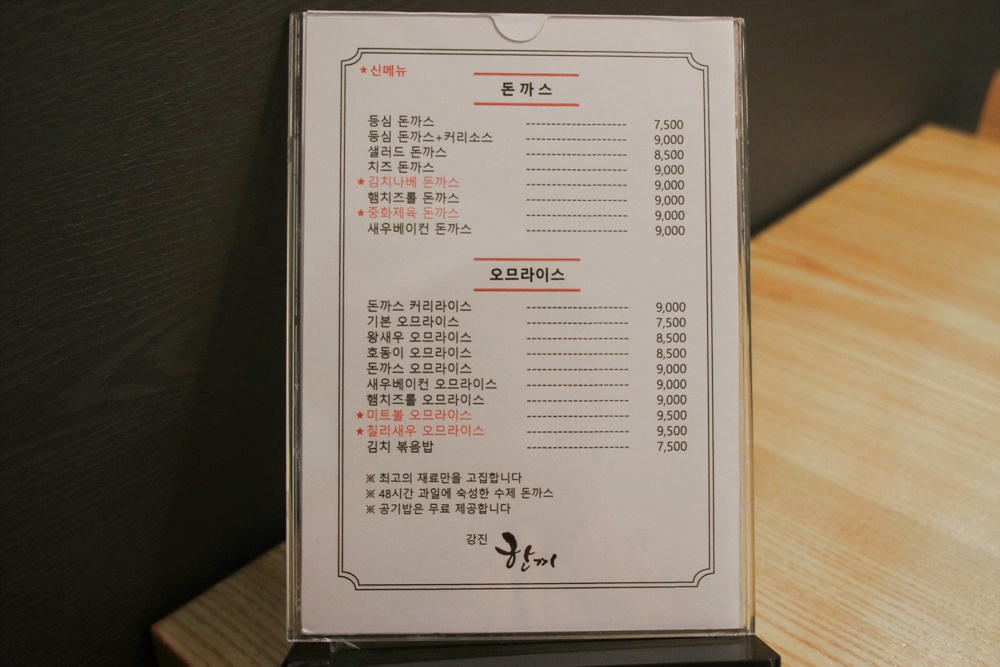 ★신메뉴
돈 까 스
등심 돈까스 ------------------------ 7,500
등심 돈까스+커리소스 ------------------------ 9,000
샐러드 돈까스 ------------------------ 8,500
치즈 돈까스 ------------------------ 9,000
★김치나베 돈까스 ------------------------ 9,000
햄치즈롤 돈까스 ------------------------ 9,000
★중화제육 돈까스 ------------------------ 9,000
새우베이컨 돈까스 ------------------------ 9,000
오므라이스
돈까스 커리라이스 ------------------------ 9,000
기본 오므라이스 ------------------------ 7,500
왕새우 오므라이스 ------------------------ 8,500
호동이 오므라이스 ------------------------ 8,500
돈까스 오므라이스 ------------------------ 9,000
새우베이컨 오므라이스 ------------------------ 9,000
햄치즈롤 오므라이스 ------------------------ 9,000
★미트볼 오므라이스 ------------------------ 9,500
★칠리새우 오므라이스 ------------------------ 9,500
김치 볶음밥 ------------------------ 7,500
※ 최고의 재료만을 고집합니다
※ 48시간 과일에 숙성한 수제 돈까스
※ 공기밥은 무료 제공합니다
강진 한끼